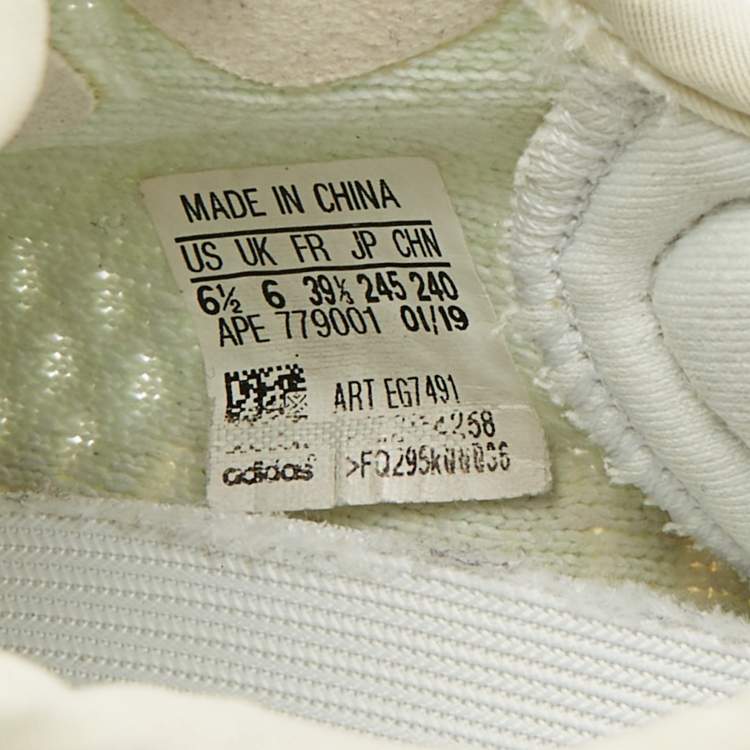 MADE IN CHINA
US UK FR JP CHN
6½ 6 39⅓ 245 240
APE 779001 01/19
ART EG7491
adidas